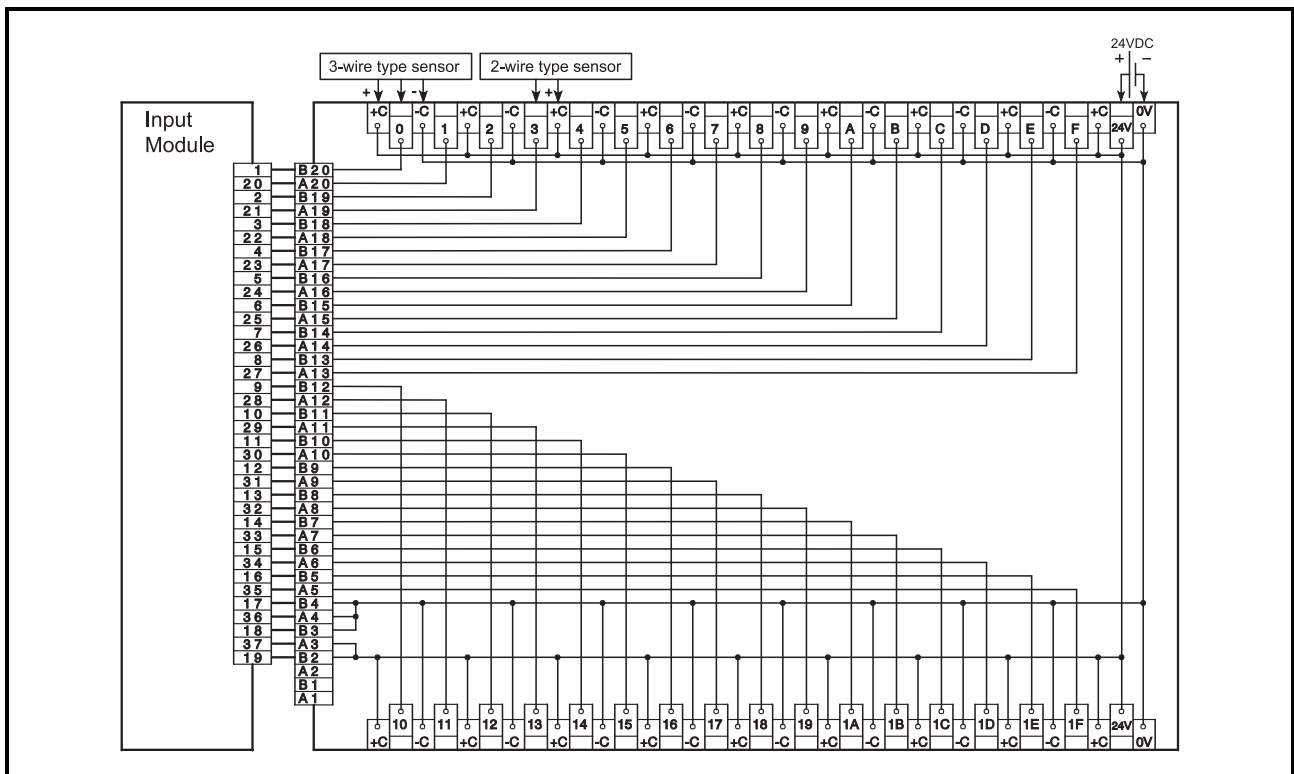 24VDC
+ −
3-wire type sensor 2-wire type sensor
+ - +
Input
Module
+C -C +C -C +C -C +C -C +C -C +C -C +C -C +C -C +C 0V
0 1 2 3 4 5 6 7 8 9 A B C D E F 24V
1 B20
20 A20
2 B19
21 A19
3 B18
22 A18
4 B17
23 A17
5 B16
24 A16
6 B15
25 A15
7 B14
26 A14
8 B13
27 A13
9 B12
28 A12
10 B11
29 A11
11 B10
30 A10
12 B9
31 A9
13 B8
32 A8
14 B7
33 A7
15 B6
34 A6
16 B5
35 A5
17 B4
36 A4
18 B3
37 A3
19 B2
A2
B1
A1
10 11 12 13 14 15 16 17 18 19 1A 1B 1C 1D 1E 1F 24V
+C -C +C -C +C -C +C -C +C -C +C -C +C -C +C -C +C 0V